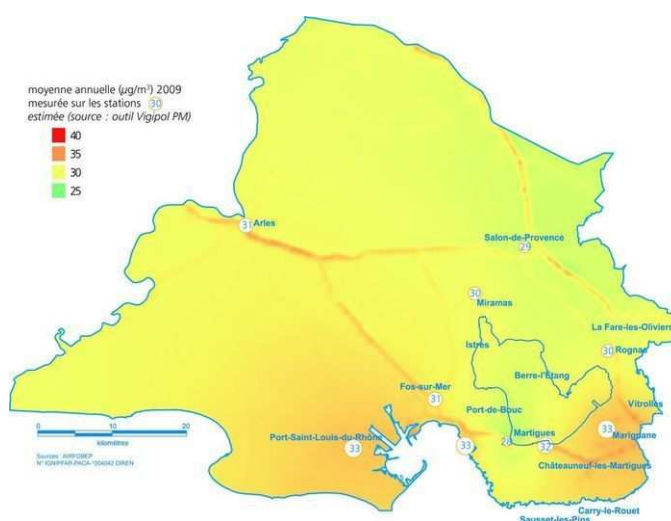 moyenne annuelle (µg/m³) 2009
mesurée sur les stations 30
estimée (source : outil Vigipol PM)
40
35
30
25
31 Arles
Salon-de-Provence
29
30
Miramas
La Fare-les-Oliviers
Istres
30 Rognac
Berre-l'Étang
Fos-sur-Mer
31
Port-de-Bouc
Vitrolles
Port-Saint-Louis-du-Rhône
33
33
28
Martigues
32
33
Marignane
Châteauneuf-les-Martigues
Carry-le-Rouet
Sausset-les-Pins
0 10 20
kilomètres
Sources : AIRFOBEP